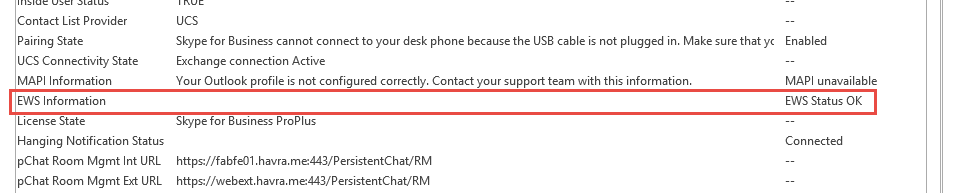 Inside User Status TRUE --
Contact List Provider UCS --
Pairing State Skype for Business cannot connect to your desk phone because the USB cable is not plugged in. Make sure that Enabled
UCS Connectivity State Exchange connection Active --
MAPI Information Your Outlook profile is not configured correctly. Contact your support team with this information. MAPI unavailable
EWS Information EWS Status OK
License State Skype for Business ProPlus --
Hanging Notification Status Connected
pChat Room Mgmt Int URL https://fabfe01.havra.me:443/PersistentChat/RM --
pChat Room Mgmt Ext URL https://webext.havra.me:443/PersistentChat/RM --